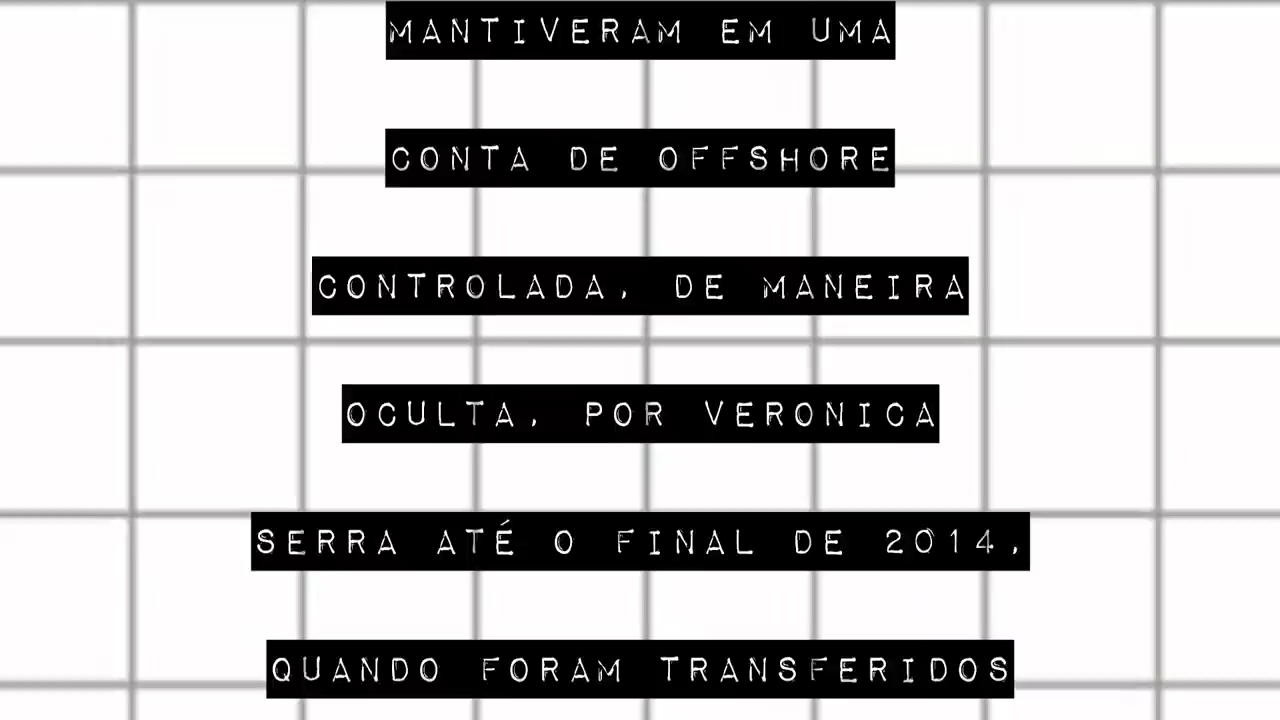 MANTIVERAM EM UMA
CONTA DE OFFSHORE
CONTROLADA, DE MANEIRA
OCULTA, POR VERONICA
SERRA ATÉ O FINAL DE 2014,
QUANDO FORAM TRANSFERIDOS